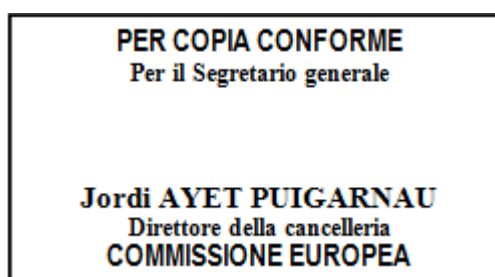 PER COPIA CONFORME
Per il Segretario generale
Jordi AYET PUIGARNAU
Direttore della cancelleria
COMMISSIONE EUROPEA